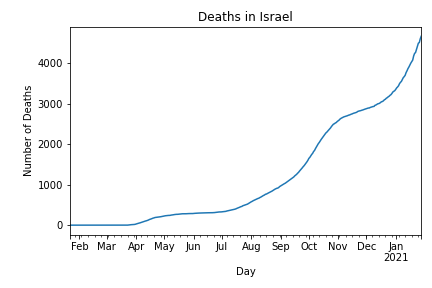 Deaths in Israel
Number of Deaths
4000
3000
2000
1000
0
Feb Mar Apr May Jun Jul Aug Sep Oct Nov Dec Jan
2021
Day